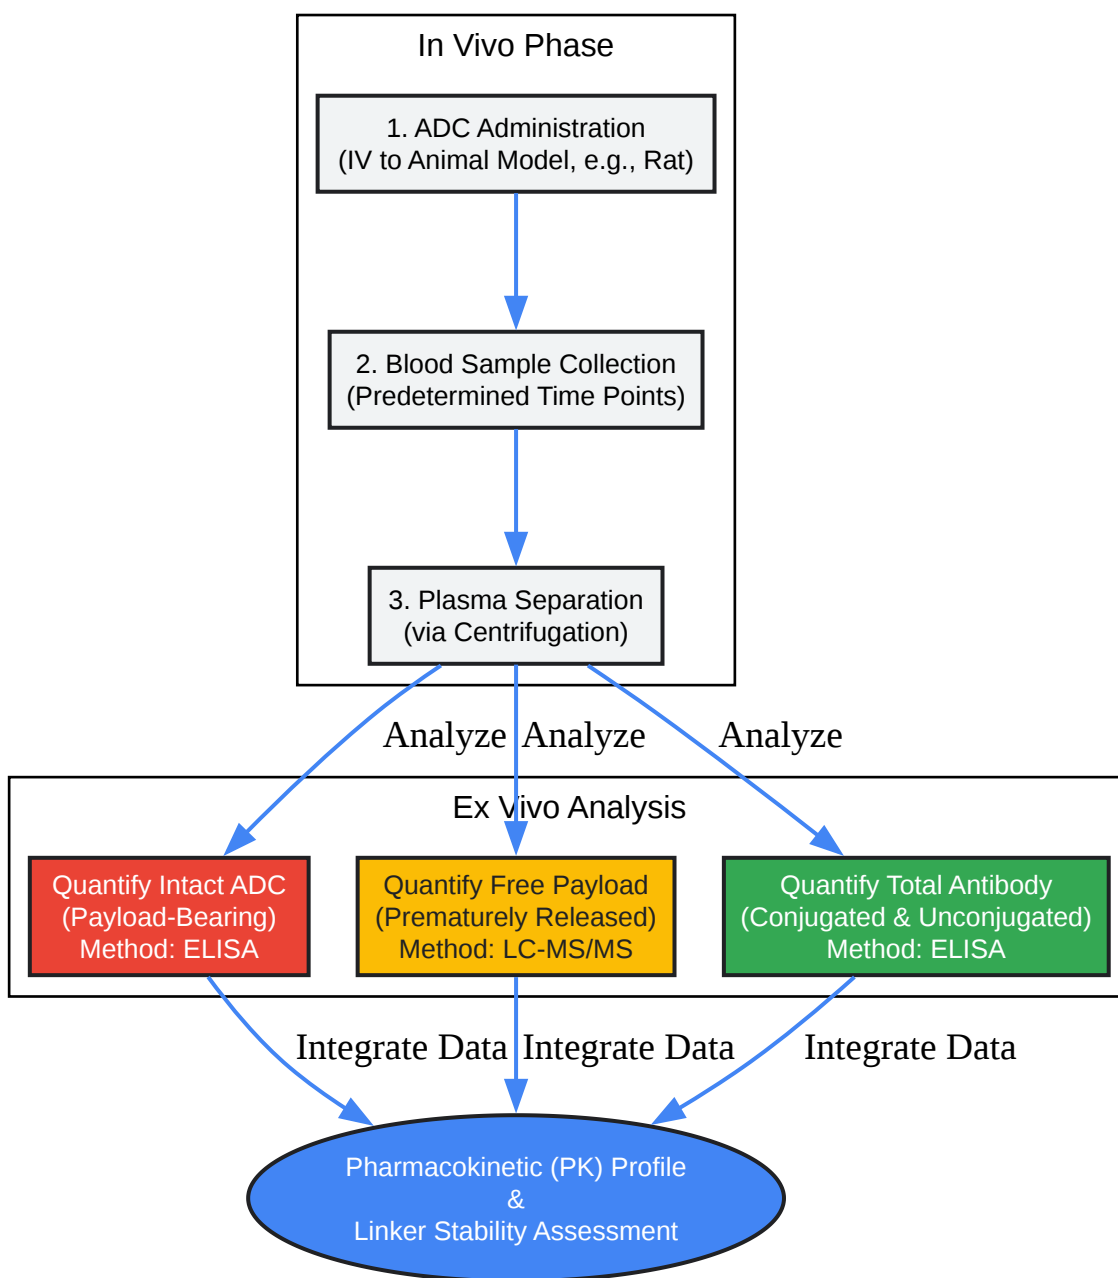 In Vivo Phase
1. ADC Administration
(IV to Animal Model, e.g., Rat)
2. Blood Sample Collection
(Predetermined Time Points)
3. Plasma Separation
(via Centrifugation)
Analyze
Analyze
Analyze
Ex Vivo Analysis
Quantify Intact ADC
(Payload-Bearing)
Method: ELISA
Quantify Free Payload
(Prematurely Released)
Method: LC-MS/MS
Quantify Total Antibody
(Conjugated & Unconjugated)
Method: ELISA
Integrate Data
Integrate Data
Integrate Data
Pharmacokinetic (PK) Profile
&
Linker Stability Assessment